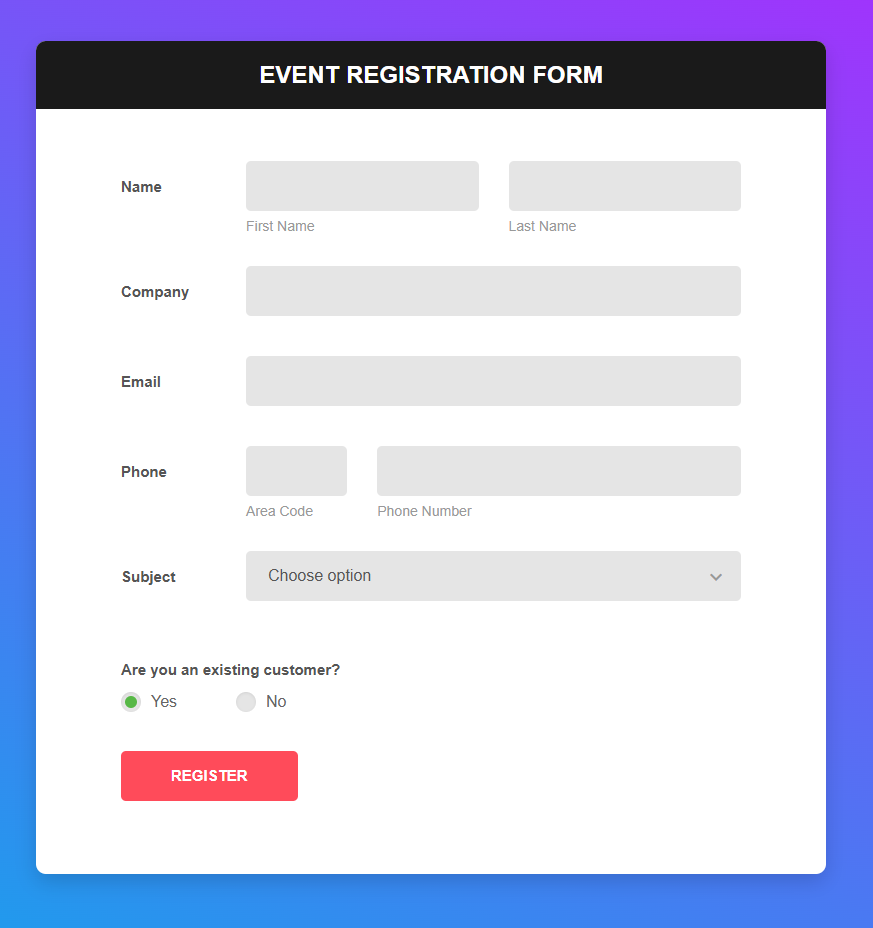 EVENT REGISTRATION FORM
Name
First Name Last Name
Company
Email
Phone
Area Code Phone Number
Subject Choose option
Are you an existing customer?
Yes No
REGISTER